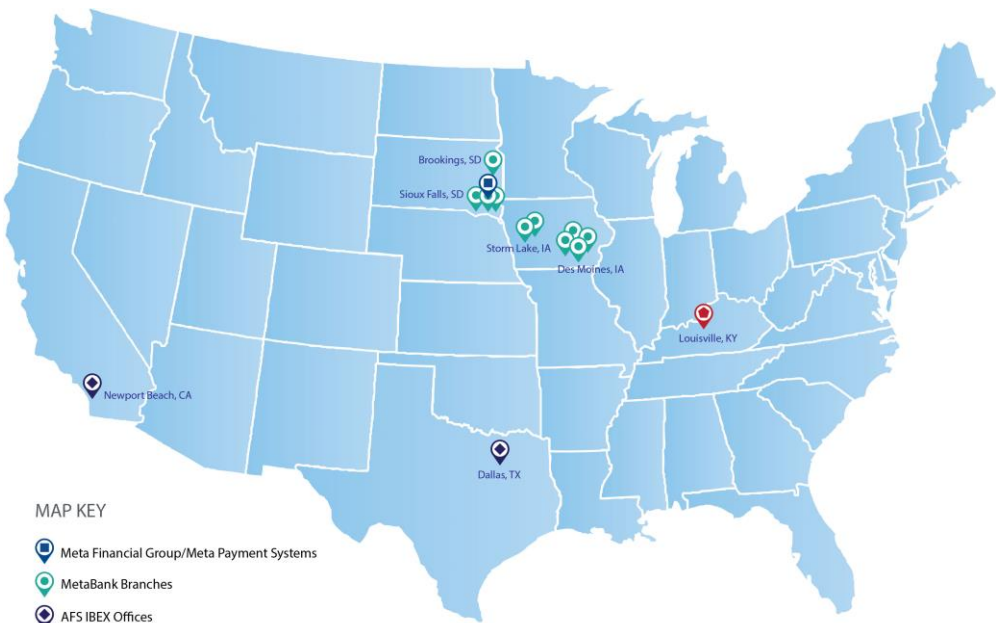 Brookings, SD
Sioux Falls, SD
Storm Lake, IA
Des Moines, IA
Louisville, KY
Newport Beach, CA
Dallas, TX
MAP KEY
Meta Financial Group/Meta Payment Systems
MetaBank Branches
AFS IBEX Offices